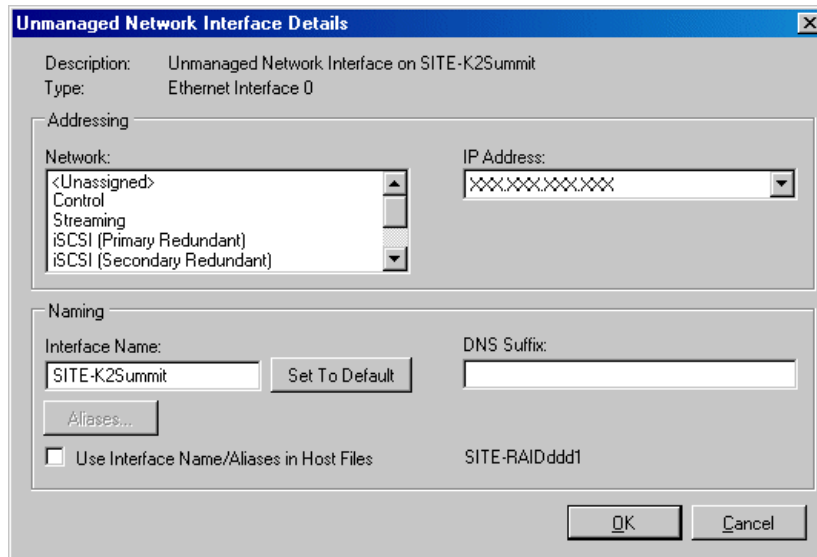 Unmanaged Network Interface Details
Description: Unmanaged Network Interface on SITE-K2Summit
Type: Ethernet Interface 0
Addressing
Network:
<Unassigned>
Control
Streaming
iSCSI (Primary Redundant)
iSCSI (Secondary Redundant)
IP Address:
XXX.XXX.XXX.XXX
Naming
Interface Name:
SITE-K2Summit
Set To Default
DNS Suffix:
Aliases...
Use Interface Name/Aliases in Host Files
SITE-RAIDddd1
OK
Cancel